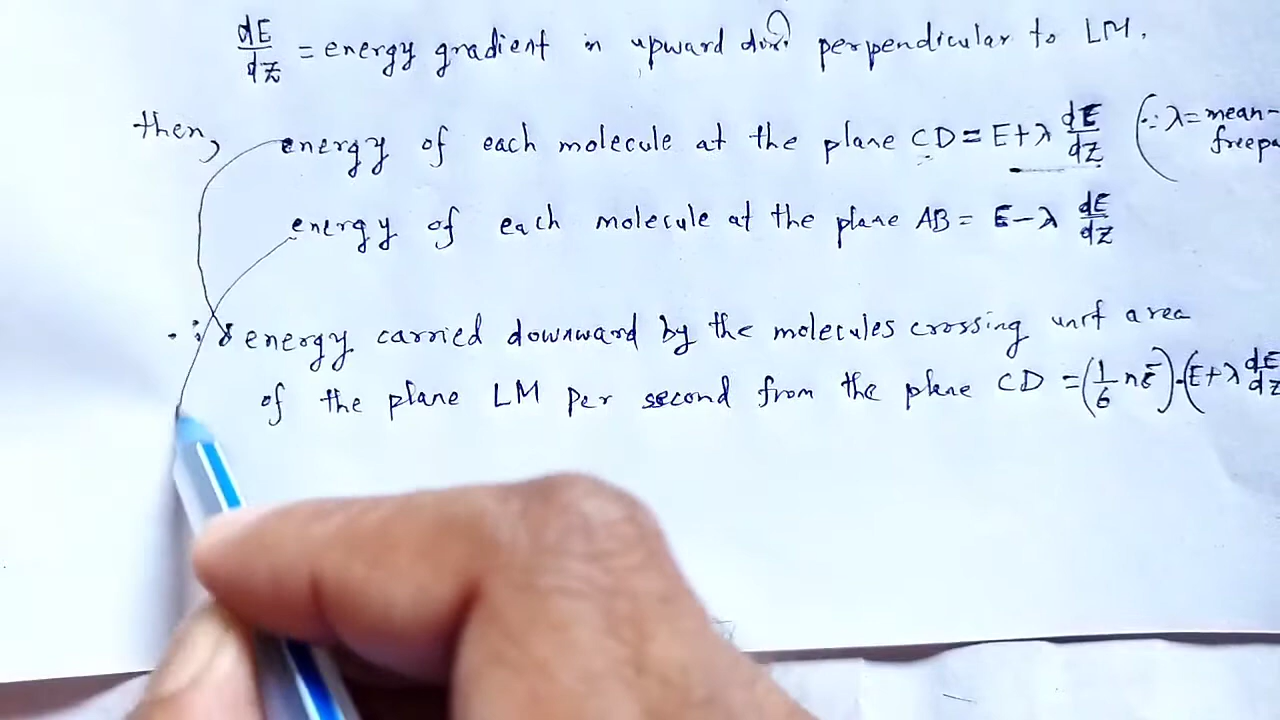 dE/dz = energy gradient in upward dirⁿ perpendicular to LM.
then, energy of each molecule at the plane CD = E+λ dE/dz (∵ λ = mean-
freepa
energy of each molecule at the plane AB = E-λ dE/dz
∴ energy carried downward by the molecules crossing unit area
of the plane LM per second from the plane CD = (1/6 n c̄)·(E+λ dE/dz